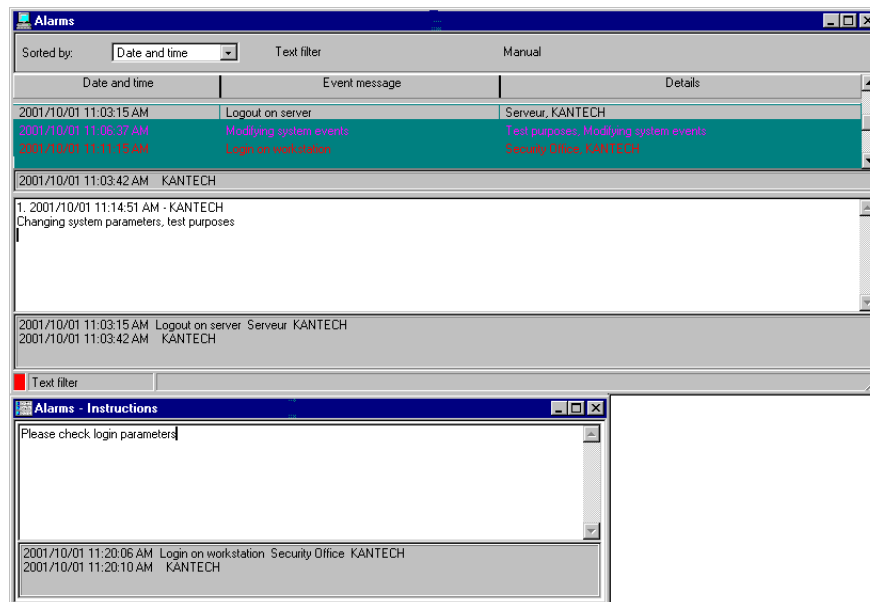 Alarms
Sorted by: Date and time Text filter Manual
Date and time Event message Details
2001/10/01 11:03:15 AM Logout on server Serveur, KANTECH
2001/10/01 11:06:37 AM Modifying system events Test purposes, Modifying system events
2001/10/01 11:11:15 AM Login on workstation Security Office, KANTECH
2001/10/01 11:03:42 AM KANTECH
1. 2001/10/01 11:14:51 AM - KANTECH
Changing system parameters, test purposes
2001/10/01 11:03:15 AM Logout on server Serveur KANTECH
2001/10/01 11:03:42 AM KANTECH
Text filter
Alarms - Instructions
Please check login parameters
2001/10/01 11:20:06 AM Login on workstation Security Office KANTECH
2001/10/01 11:20:10 AM KANTECH